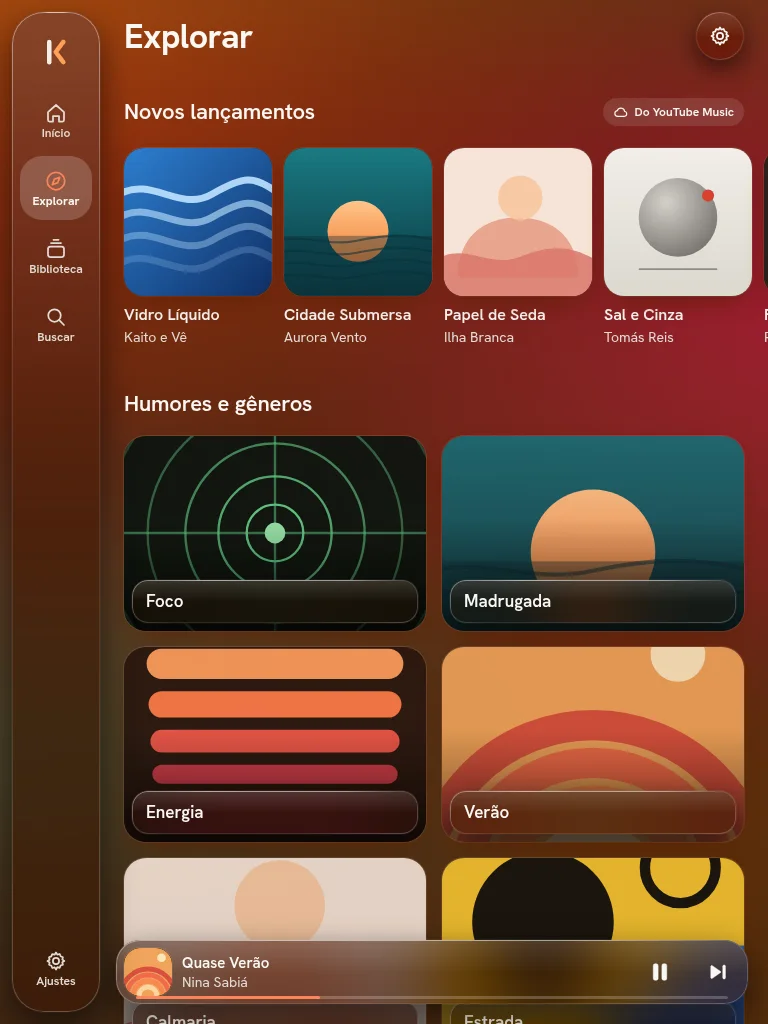 Explorar
Início
Explorar
Biblioteca
Buscar
Ajustes
Novos lançamentos
Do YouTube Music
Vidro Líquido
Kaito e Vê
Cidade Submersa
Aurora Vento
Papel de Seda
Ilha Branca
Sal e Cinza
Tomás Reis
Humores e gêneros
Foco
Madrugada
Energia
Verão
Quase Verão
Nina Sabiá
Calmaria
Estrada